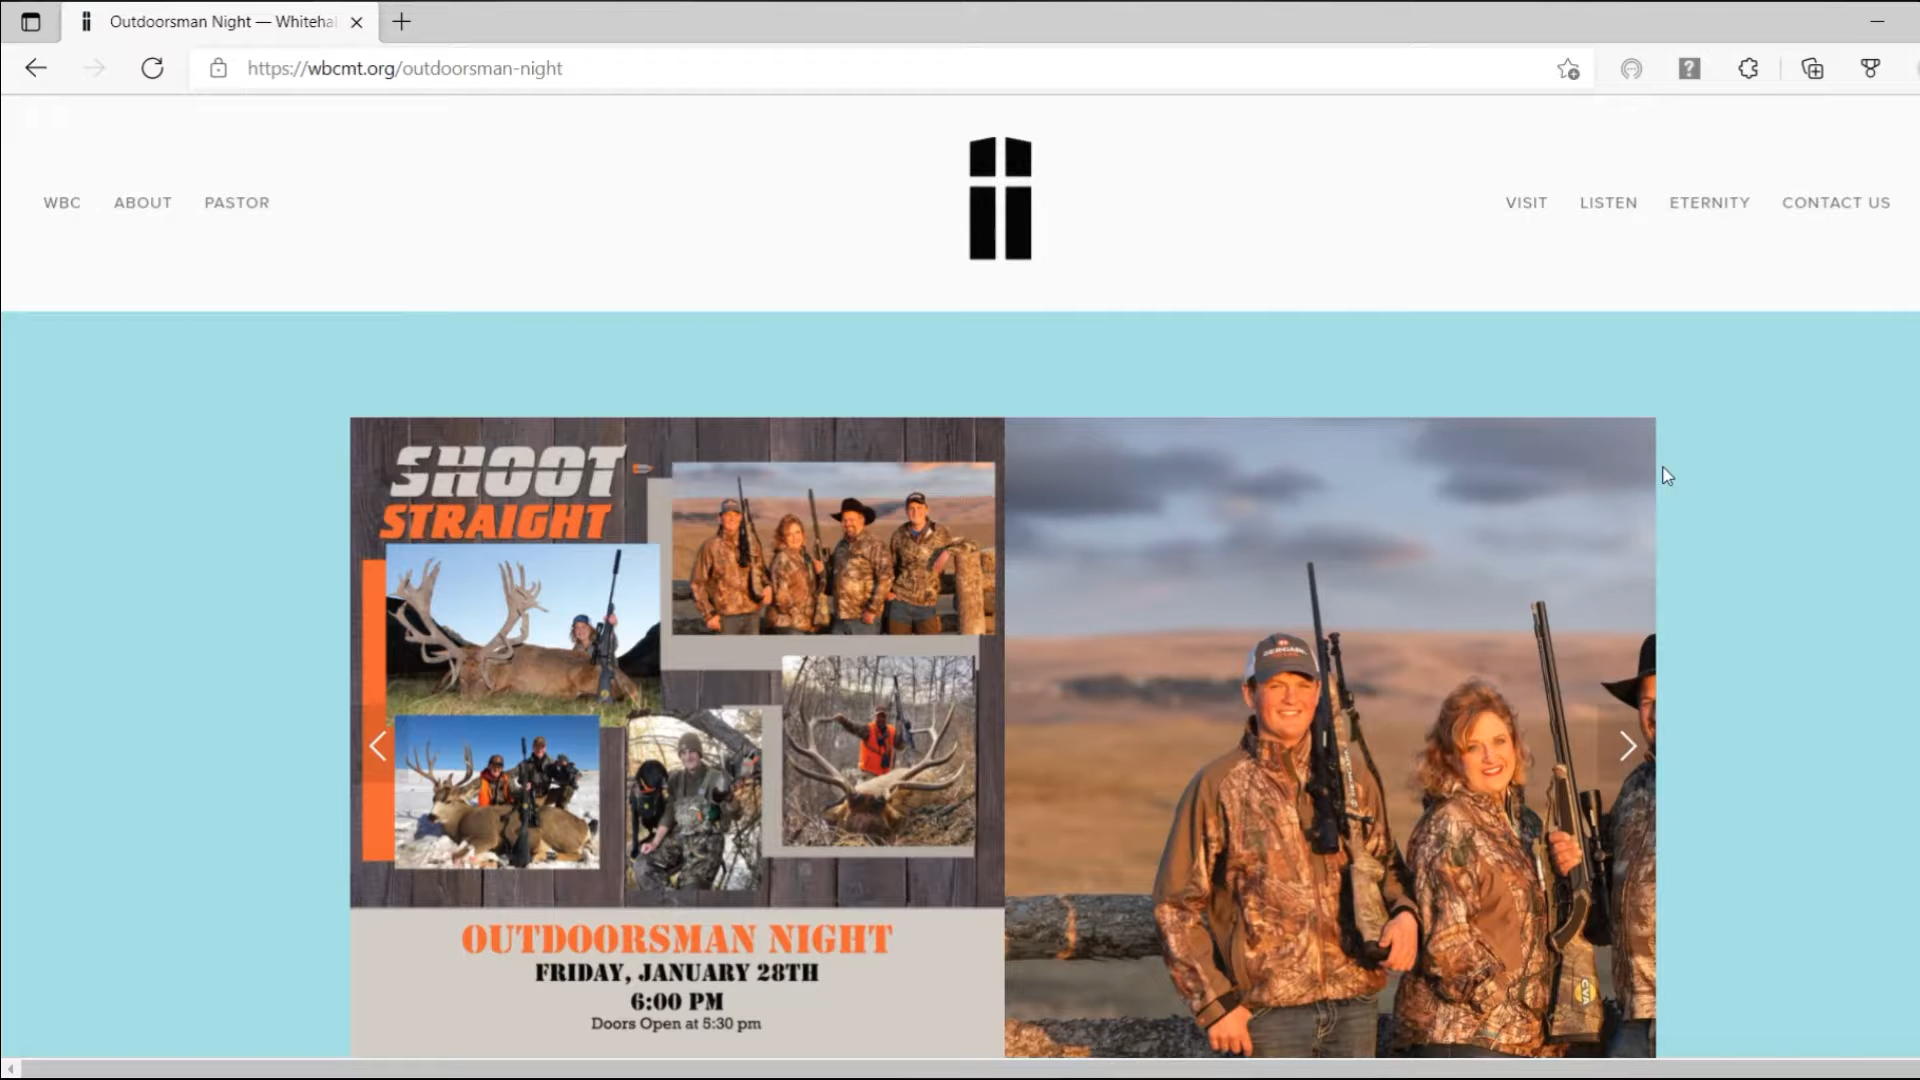 Outdoorsman Night — Whitehal
https://wbcmt.org/outdoorsman-night
WBC ABOUT PASTOR
VISIT LISTEN ETERNITY CONTACT US
SHOOT
STRAIGHT
OUTDOORSMAN NIGHT
FRIDAY, JANUARY 28TH
6:00 PM
Doors Open at 5:30 pm
CVA